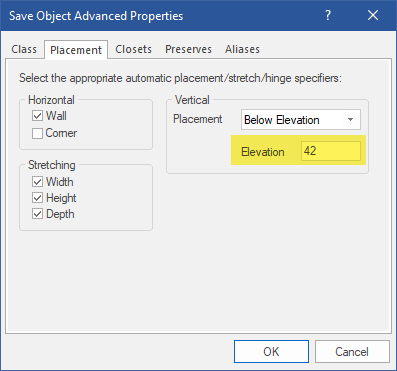 Save Object Advanced Properties ? ×
Class Placement Closets Preserves Aliases
Select the appropriate automatic placement/stretch/hinge specifiers:
Horizontal
Wall
Corner
Stretching
Width
Height
Depth
Vertical
Placement Below Elevation
Elevation 42
OK Cancel